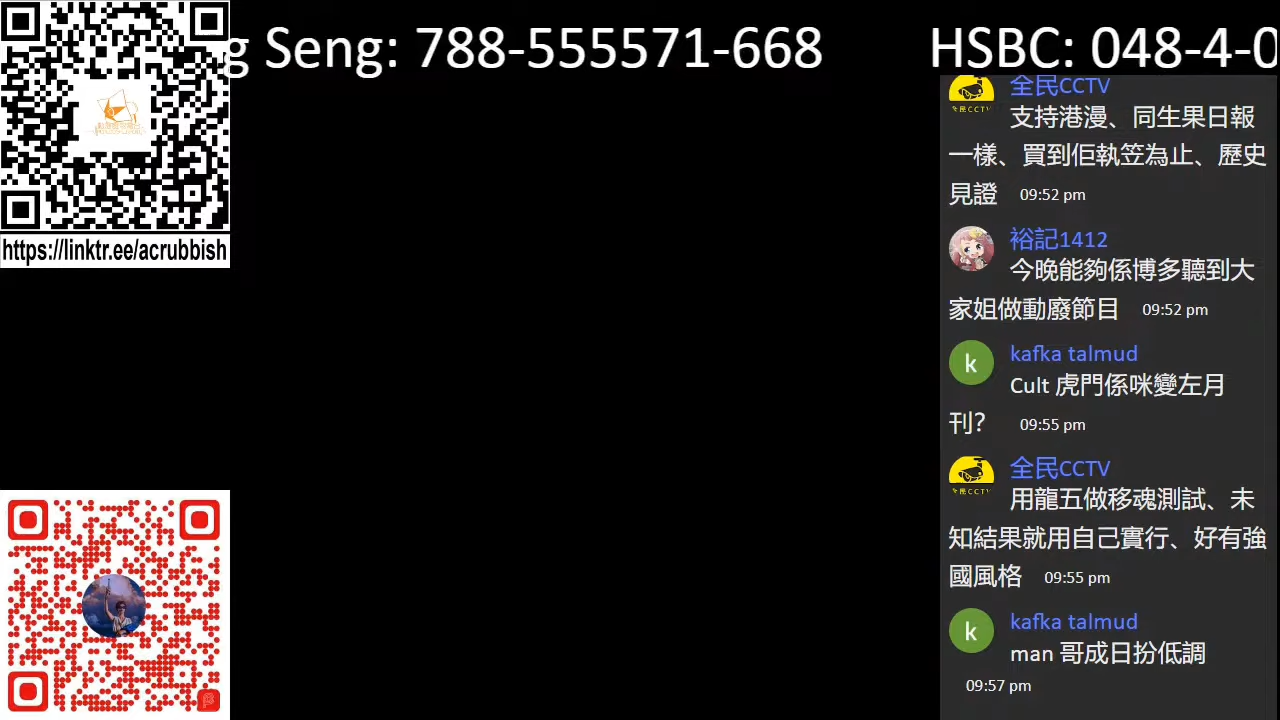 g Seng: 788-555571-668 HSBC: 048-4-0
https://linktr.ee/acrubbish
全民CCTV
支持港漫、同生果日報
一樣、買到佢執笠為止、歷史
見證 09:52 pm
裕記1412
今晚能夠係博多聽到大
家姐做動廢節目 09:52 pm
k
kafka talmud
Cult 虎門係咪變左月
刊? 09:55 pm
全民CCTV
用龍五做移魂測試、未
知結果就用自己實行、好有強
國風格 09:55 pm
k
kafka talmud
man 哥成日扮低調
09:57 pm